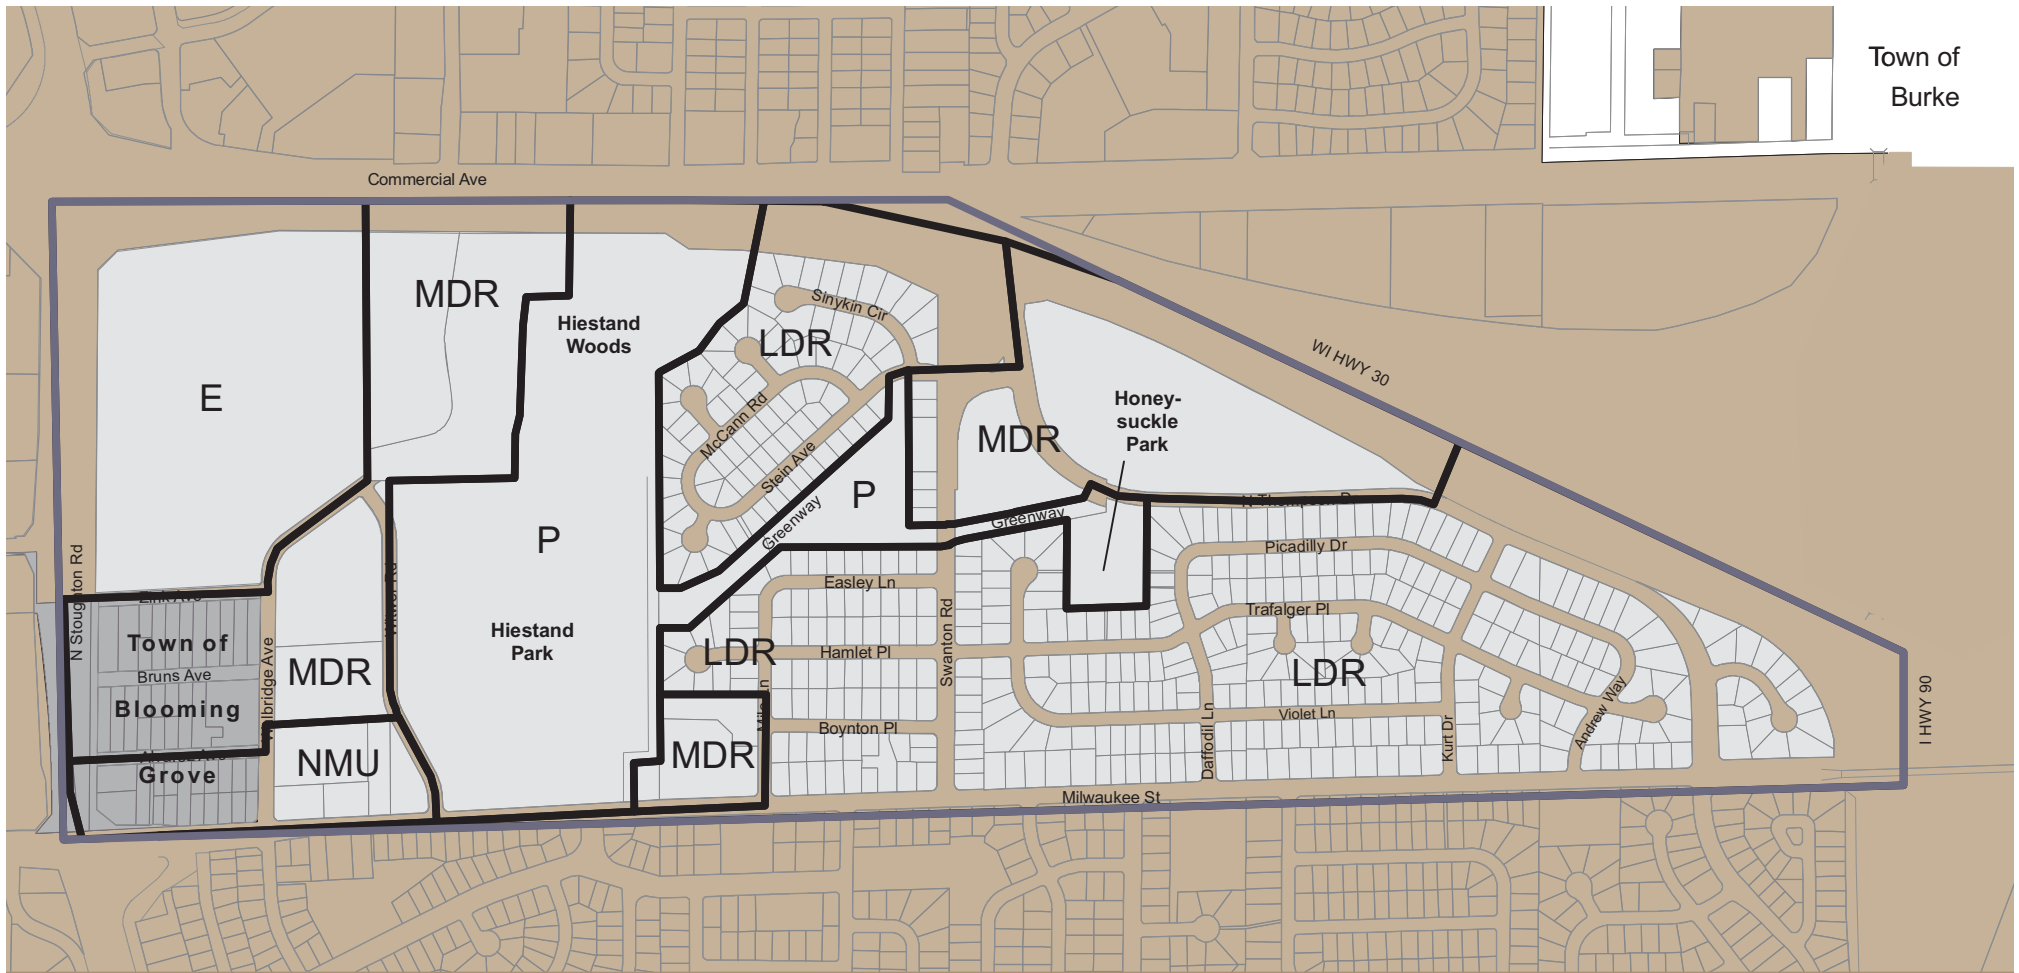 Town of
Burke
Commercial Ave
MDR
Sinykin Cir
Hiestand
Woods
LDR
WI HWY 30
E
McCann Rd
Honey-
suckle
Park
MDR
Stein Ave
P
Greenway
Greenway
P
Picadilly Dr
N Stoughton Rd
Easley Ln
Swanton Rd
Trafalger Pl
Hiestand
Park
Town of
Bruns Ave
MDR
LDR
Hamlet Pl
LDR
Blooming
Violet Ln
Andrew Way
I HWY 90
Boynton Pl
Daffodil Ln
Kurt Dr
NMU
MDR
Grove
Milwaukee St